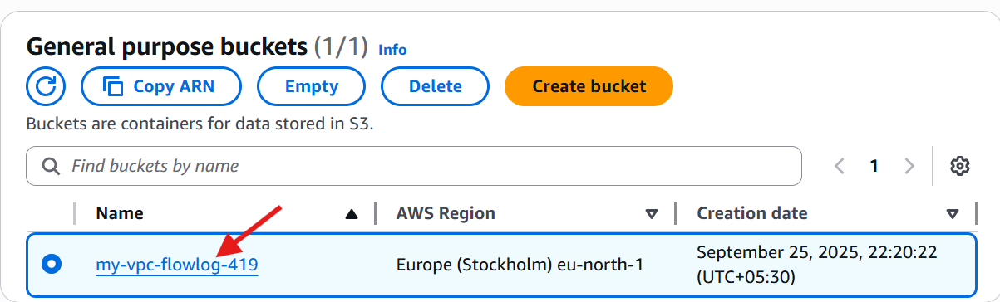 General purpose buckets (1/1) Info
Copy ARN Empty Delete Create bucket
Buckets are containers for data stored in S3.
Find buckets by name 1
Name AWS Region Creation date
my-vpc-flowlog-419 Europe (Stockholm) eu-north-1 September 25, 2025, 22:20:22
(UTC+05:30)